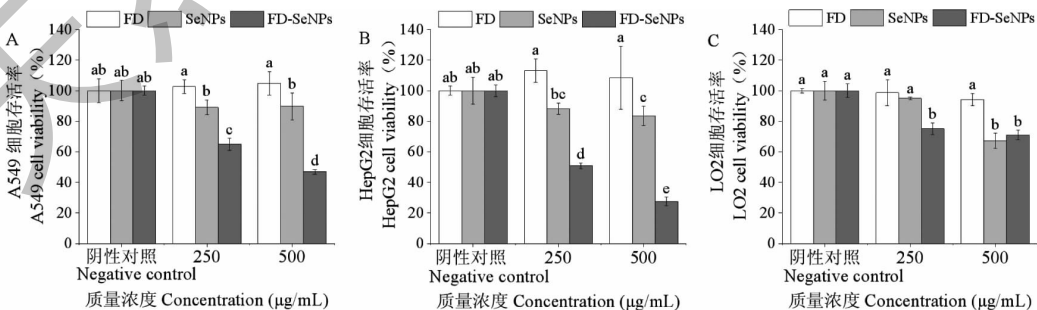 FD SeNPs FD-SeNPs
A
A549 细胞存活率
A549 cell viability (%)
140
120
100
80
60
40
20
0
ab ab ab
a
b
c
a
b
d
阴性对照
Negative control
250
500
质量浓度 Concentration (μg/mL)
FD SeNPs FD-SeNPs
B
HepG2细胞存活率
HepG2 cell viability (%)
140
120
100
80
60
40
20
0
ab ab ab
a
bc
d
a
c
e
阴性对照
Negative control
250
500
质量浓度 Concentration (μg/mL)
FD SeNPs FD-SeNPs
C
LO2细胞存活率
LO2 cell viability (%)
140
120
100
80
60
40
20
0
a a a
a
a
b
a
b
b
阴性对照
Negative control
250
500
质量浓度 Concentration (μg/mL)